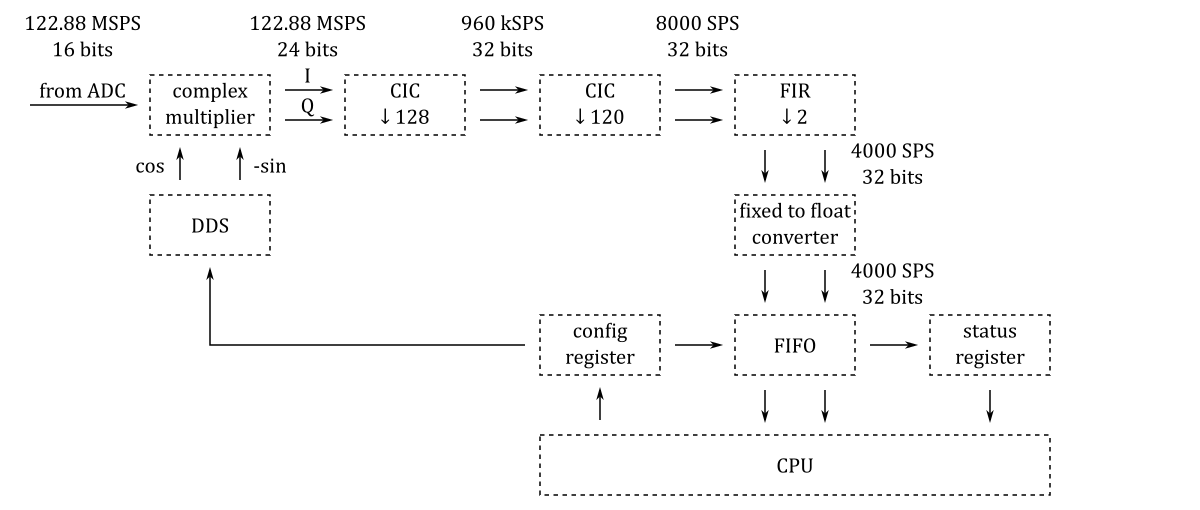 122.88 MSPS
16 bits
122.88 MSPS
24 bits
960 kSPS
32 bits
8000 SPS
32 bits
from ADC
complex
multiplier
I
Q
CIC
↓128
CIC
↓120
FIR
↓2
cos
-sin
4000 SPS
32 bits
DDS
fixed to float
converter
4000 SPS
32 bits
config
register
FIFO
status
register
CPU